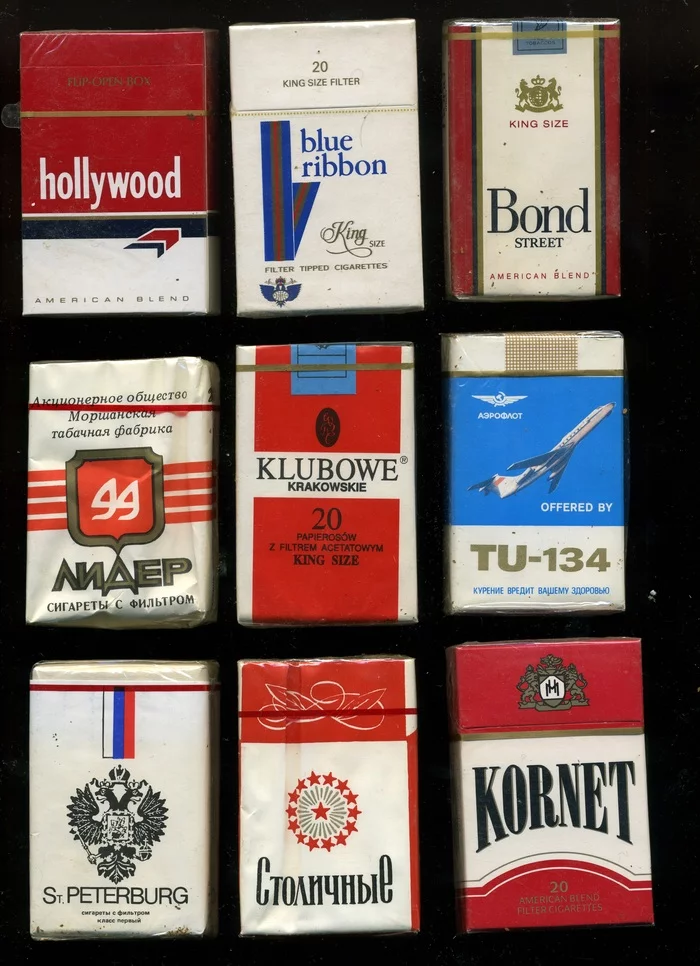 FLIP-OPEN BOX
hollywood
AMERICAN BLEND
20
KING SIZE FILTER
blue
ribbon
King SIZE
FILTER TIPPED CIGARETTES
KING SIZE
Bond
STREET
AMERICAN BLEND
Акционерное общество
Моршанская
табачная фабрика
ЛИДЕР
СИГАРЕТЫ С ФИЛЬТРОМ
KLUBOWE®
KRAKOWSKIE
20
PAPIEROSÓW
Z FILTREM ACETATOWYM
KING SIZE
АЭРОФЛОТ
OFFERED BY
TU-134
КУРЕНИЕ ВРЕДИТ ВАШЕМУ ЗДОРОВЬЮ
ST. PETERBURG
сигареты с фильтром
класс первый
Столичные
KORNET
20
AMERICAN BLEND
FILTER CIGARETTES